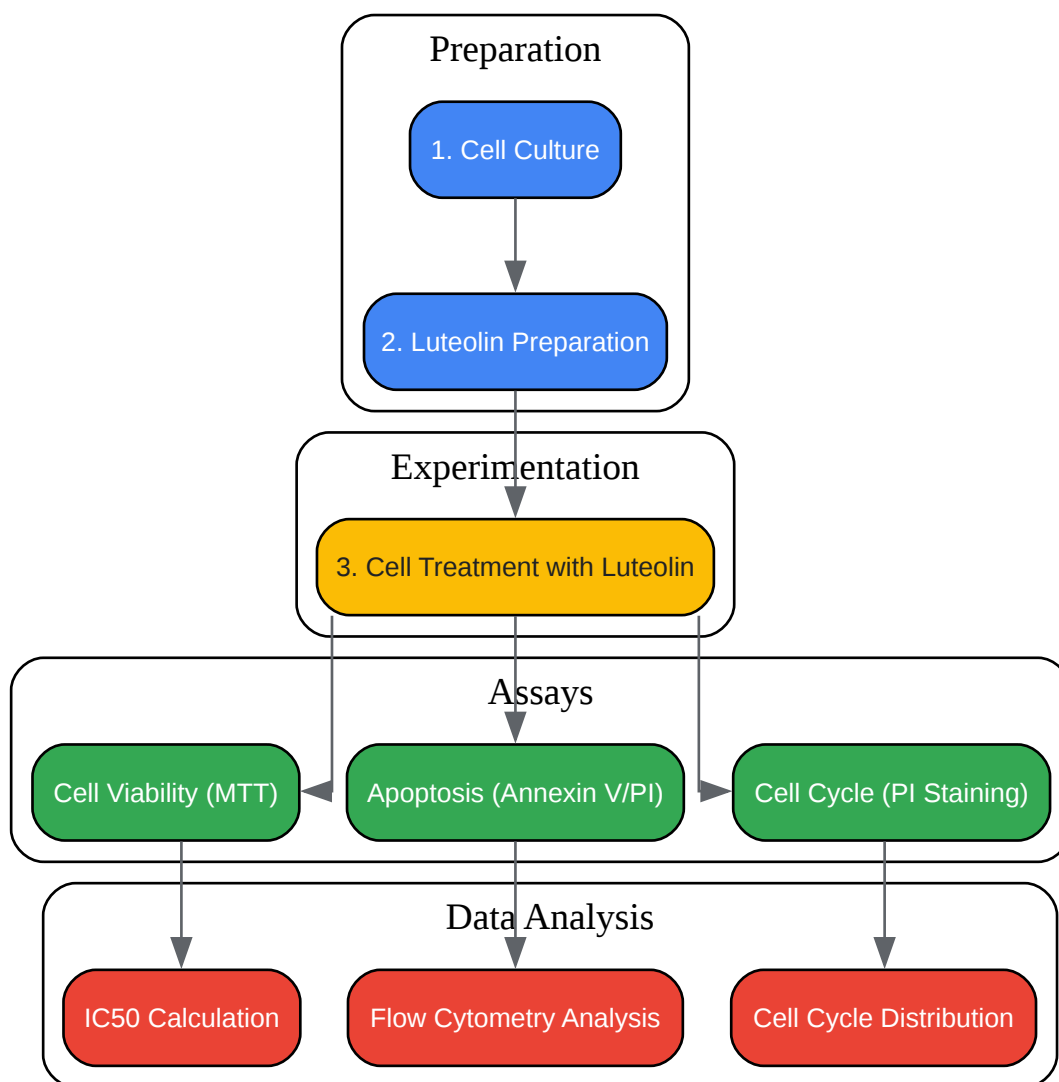 Preparation
1. Cell Culture
2. Luteolin Preparation
Experimentation
3. Cell Treatment with Luteolin
Assays
Cell Viability (MTT)
Apoptosis (Annexin V/PI)
Cell Cycle (PI Staining)
Data Analysis
IC50 Calculation
Flow Cytometry Analysis
Cell Cycle Distribution